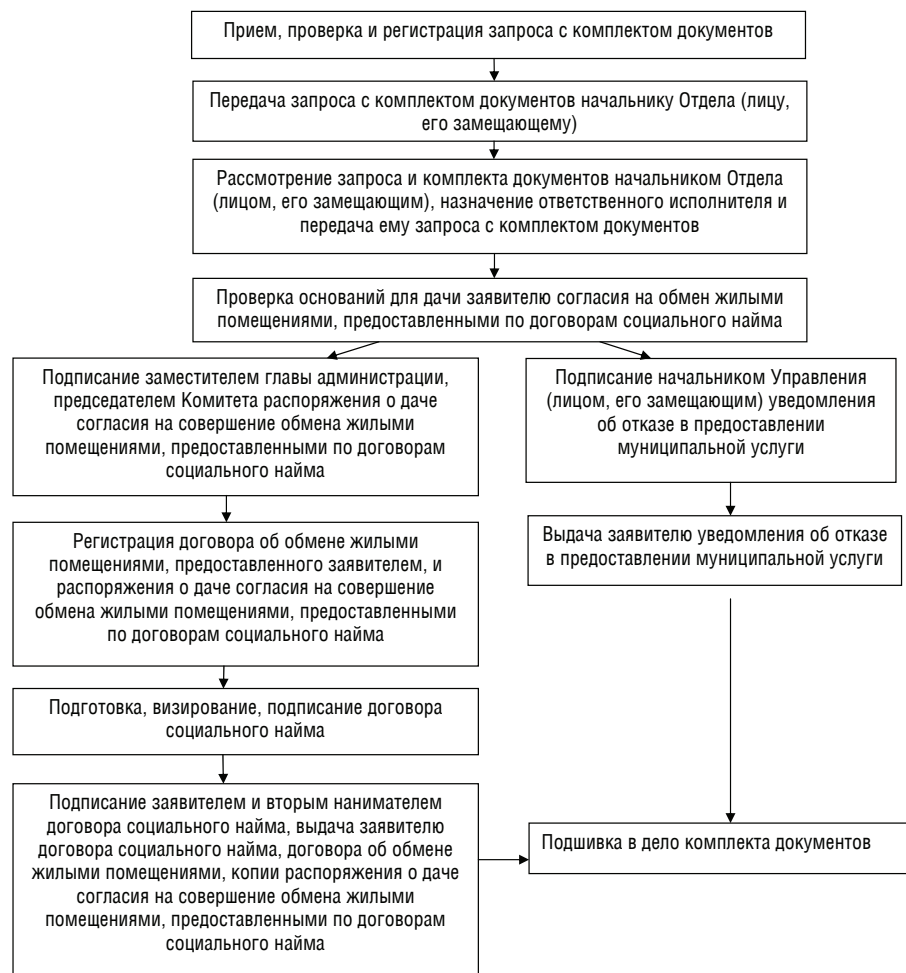 Прием, проверка и регистрация запроса с комплектом документов
Передача запроса с комплектом документов начальнику Отдела (лицу,
его замещающему)
Рассмотрение запроса и комплекта документов начальником Отдела
(лицом, его замещающим), назначение ответственного исполнителя и
передача ему запроса с комплектом документов
Проверка оснований для дачи заявителю согласия на обмен жилыми
помещениями, предоставленными по договорам социального найма
Подписание заместителем главы администрации,
председателем Комитета распоряжения о даче
согласия на совершение обмена жилыми
помещениями, предоставленными по договорам
социального найма
Подписание начальником Управления
(лицом, его замещающим) уведомления
об отказе в предоставлении
муниципальной услуги
Регистрация договора об обмене жилыми
помещениями, предоставленного заявителем, и
распоряжения о даче согласия на совершение
обмена жилыми помещениями, предоставленными
по договорам социального найма
Выдача заявителю уведомления об отказе
в предоставлении муниципальной услуги
Подготовка, визирование, подписание договора
социального найма
Подписание заявителем и вторым нанимателем
договора социального найма, выдача заявителю
договора социального найма, договора об обмене
жилыми помещениями, копии распоряжения о даче
согласия на совершение обмена жилыми
помещениями, предоставленными по договорам
социального найма
Подшивка в дело комплекта документов